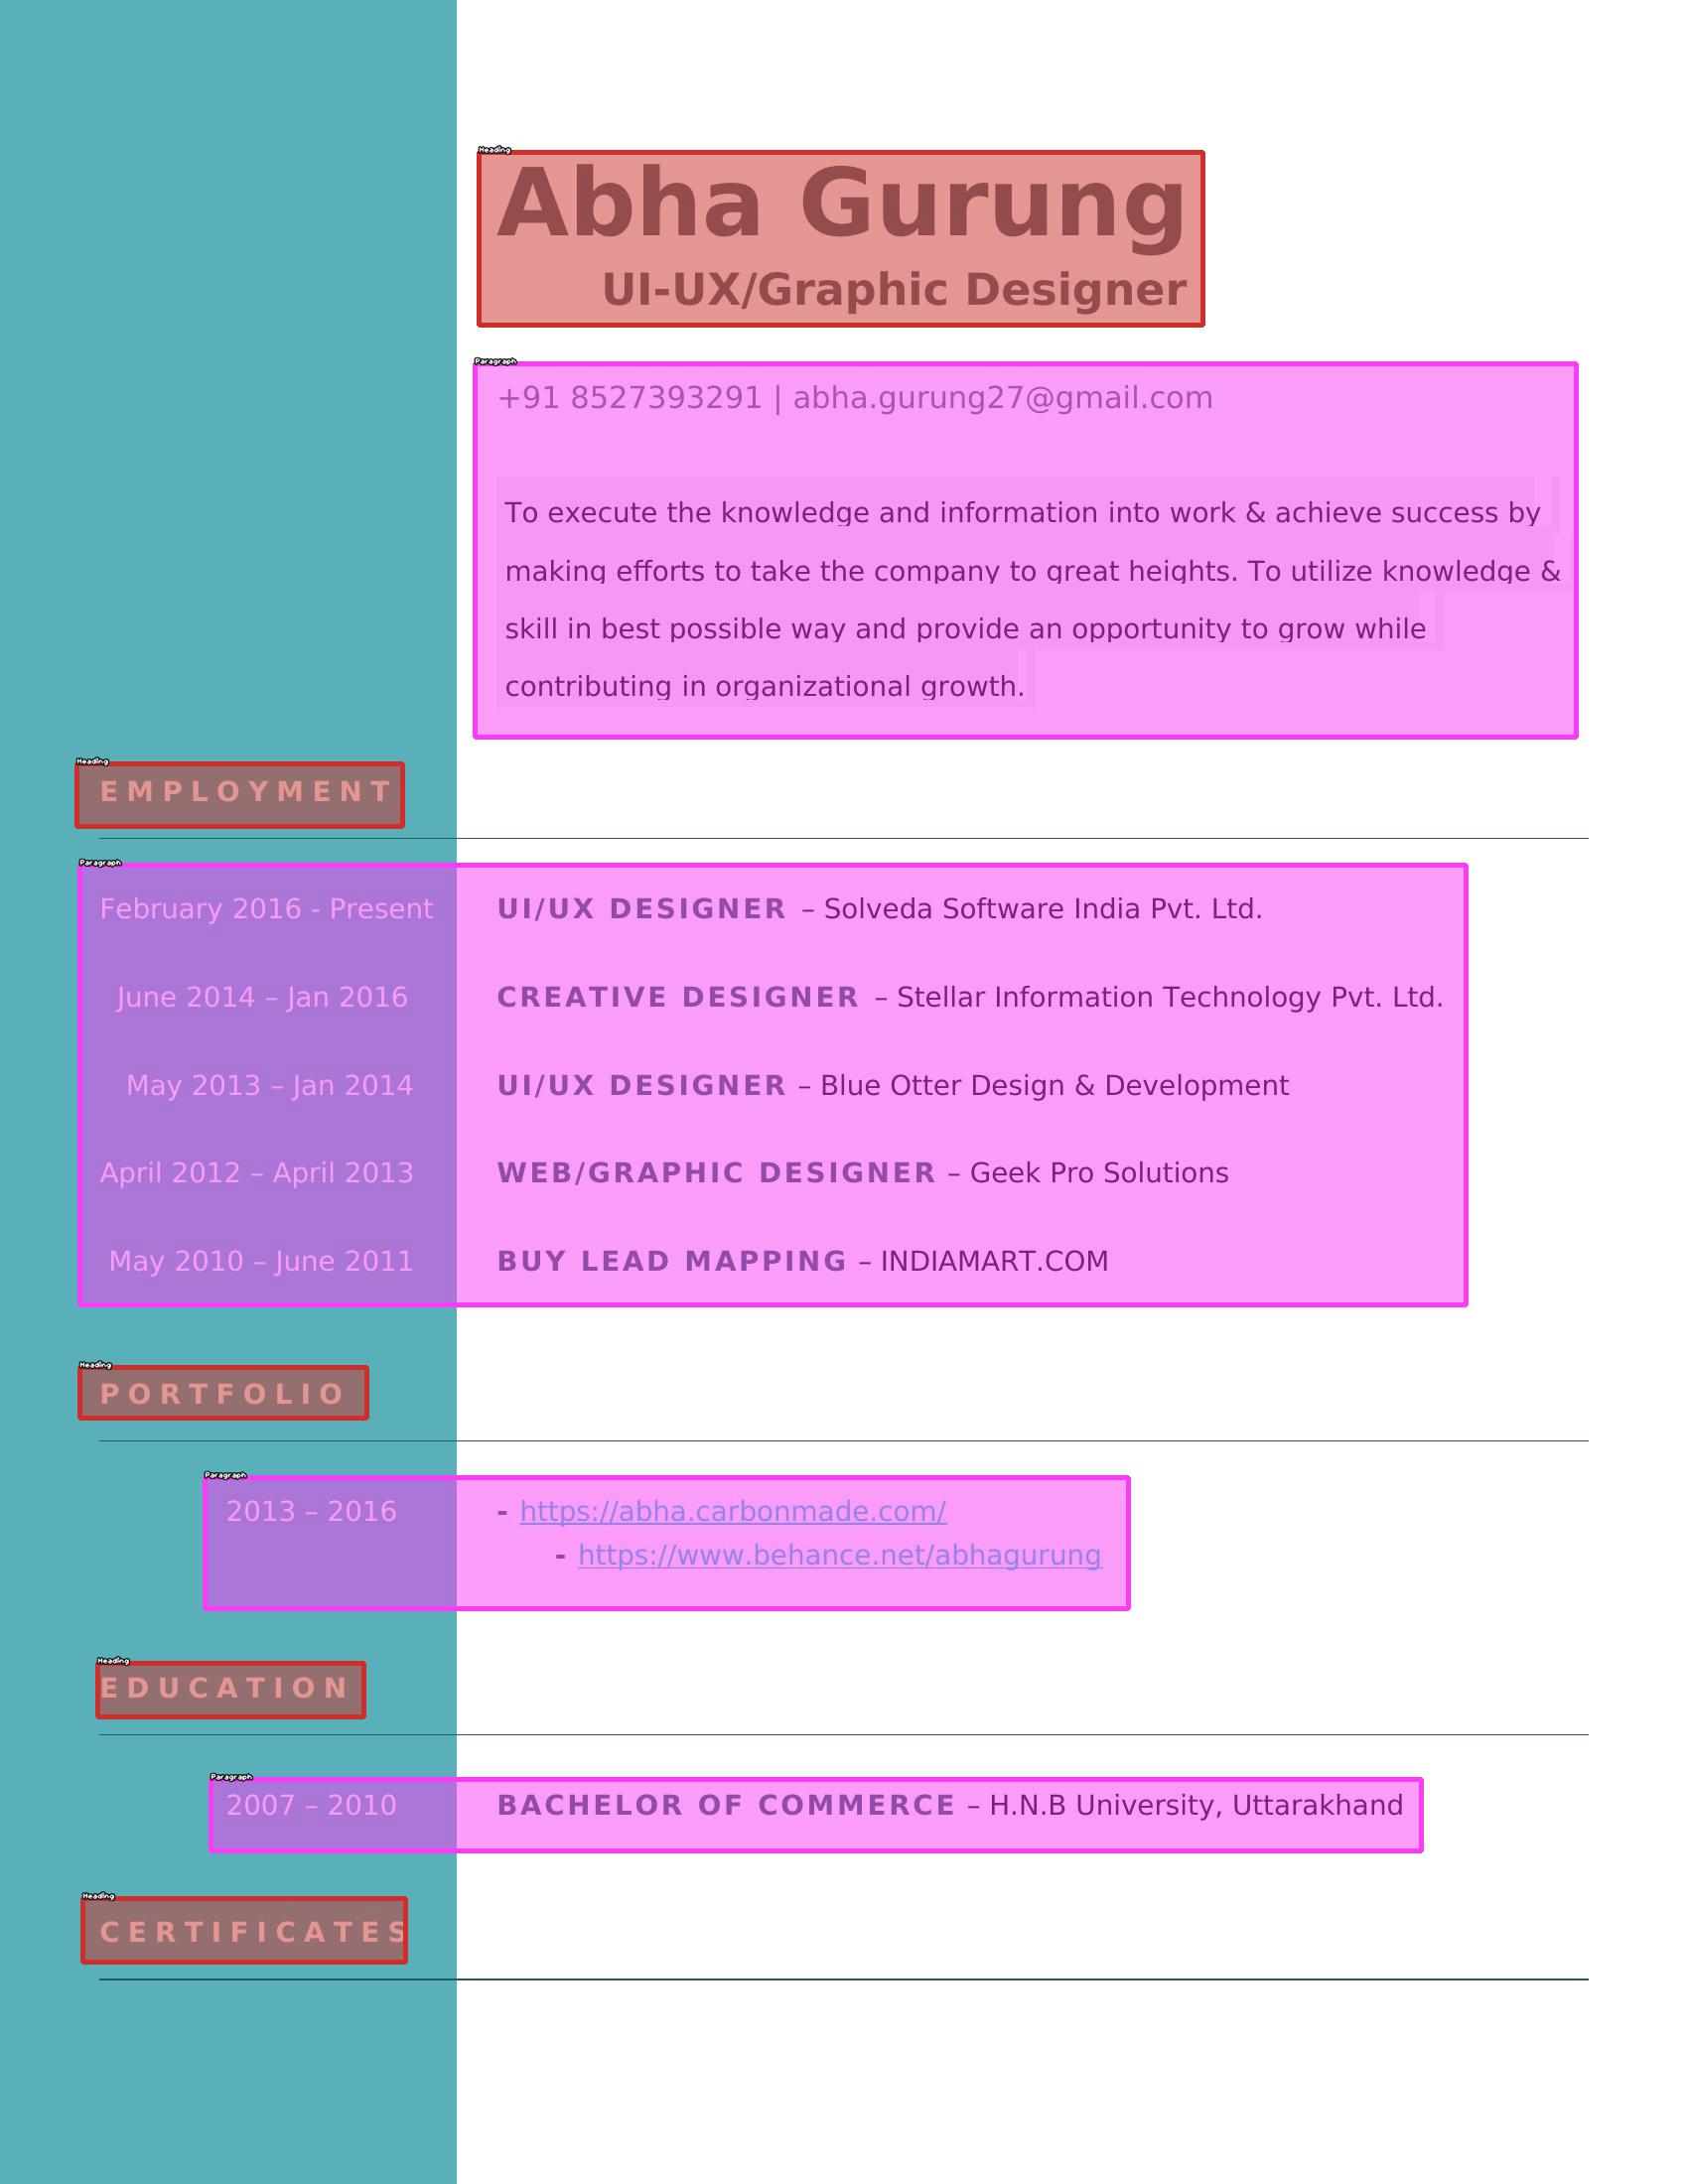 Heading
Abha Gurung
UI-UX/Graphic Designer
Paragraph
+91 8527393291 | abha.gurung27@gmail.com
To execute the knowledge and information into work & achieve success by
making efforts to take the company to great heights. To utilize knowledge &
skill in best possible way and provide an opportunity to grow while
contributing in organizational growth.
Heading
EMPLOYMENT
Paragraph
February 2016 - Present UI/UX DESIGNER – Solveda Software India Pvt. Ltd.
June 2014 – Jan 2016 CREATIVE DESIGNER – Stellar Information Technology Pvt. Ltd.
May 2013 – Jan 2014 UI/UX DESIGNER – Blue Otter Design & Development
April 2012 – April 2013 WEB/GRAPHIC DESIGNER – Geek Pro Solutions
May 2010 – June 2011 BUY LEAD MAPPING – INDIAMART.COM
Heading
PORTFOLIO
Paragraph
2013 – 2016 - https://abha.carbonmade.com/
- https://www.behance.net/abhagurung
Heading
EDUCATION
Paragraph
2007 – 2010 BACHELOR OF COMMERCE – H.N.B University, Uttarakhand
Heading
CERTIFICATES